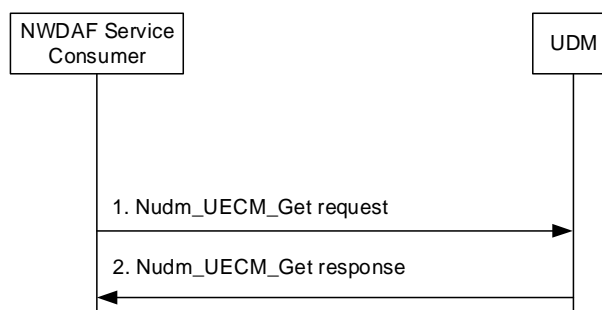 NWDAF Service
Consumer
UDM
1. Nudm_UECM_Get request
2. Nudm_UECM_Get response